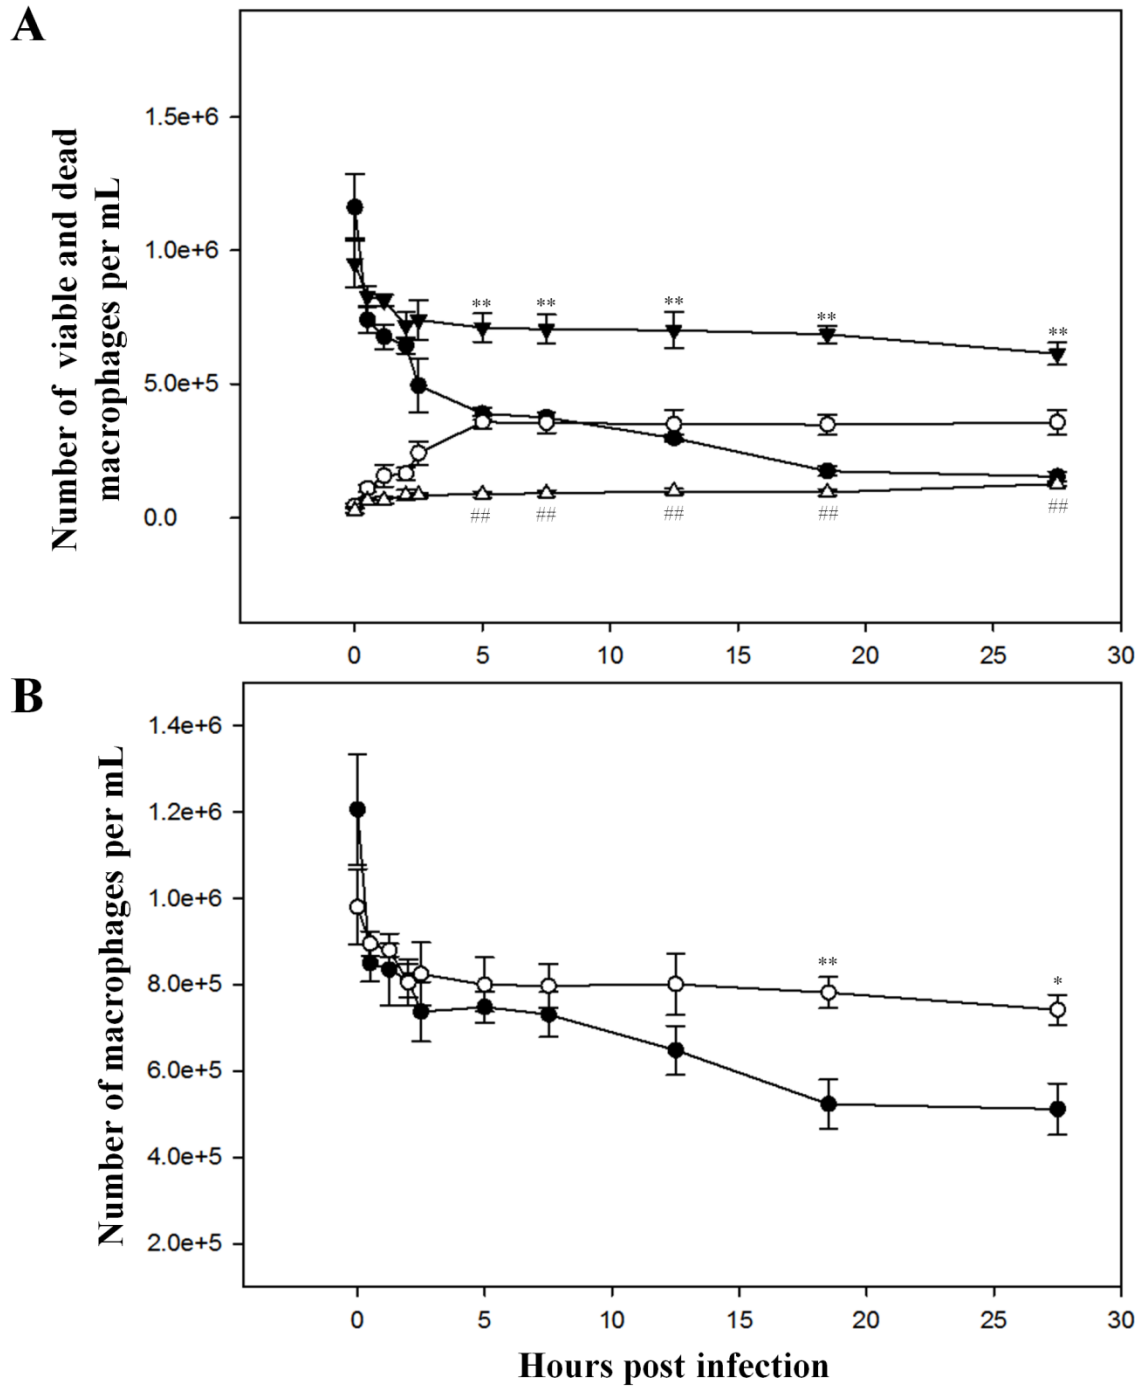 A
Number of viable and dead
macrophages per mL
1.5e+6
1.0e+6
5.0e+5
0.0
** ** ** ** **
## ## ## ## ##
0 5 10 15 20 25 30
B
Number of macrophages per mL
1.4e+6
1.2e+6
1.0e+6
8.0e+5
6.0e+5
4.0e+5
2.0e+5
** *
0 5 10 15 20 25 30
Hours post infection